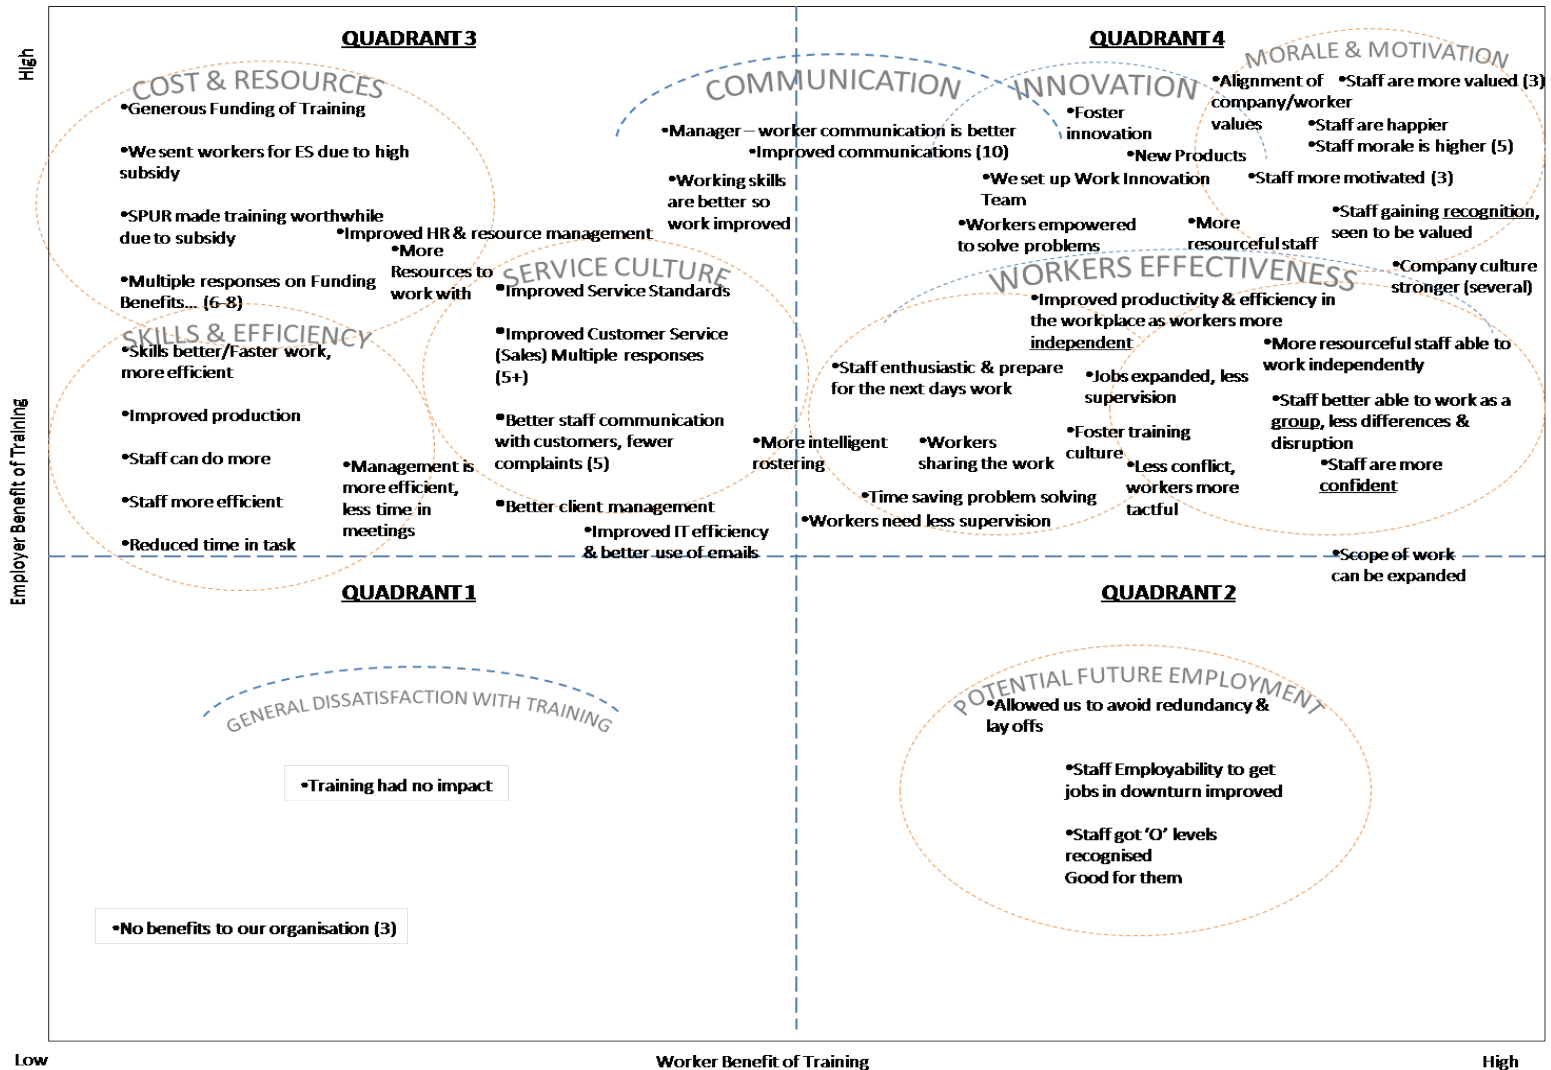 QUADRANT 3
High
COST & RESOURCES
•Generous Funding of Training
•We sent workers for ES due to high
subsidy
•SPUR made training worthwhile
due to subsidy
•Improved HR & resource management
•More
Resources to
work with
•Multiple responses on Funding
Benefits... (6-8)
SKILLS & EFFICIENCY
•Skills better/Faster work,
more efficient
•Improved production
•Staff can do more
•Staff more efficient
•Reduced time in task
•Management is
more efficient,
less time in
meetings
SERVICE CULTURE
•Improved Service Standards
•Improved Customer Service
(Sales) Multiple responses
(5+)
•Better staff communication
with customers, fewer
complaints (5)
•Better client management
•Improved IT efficiency
& better use of emails
COMMUNICATION
•Manager – worker communication is better
•Improved communications (10)
•Working skills
are better so
work improved
QUADRANT 4
INNOVATION
•Foster
innovation
•New Products
•We set up Work Innovation
Team
•Workers empowered
to solve problems
•More
resourceful staff
MORALE & MOTIVATION
•Alignment of
company/worker
values
•Staff are more valued (3)
•Staff are happier
•Staff morale is higher (5)
•Staff more motivated (3)
•Staff gaining recognition,
seen to be valued
•Company culture
stronger (several)
WORKERS EFFECTIVENESS
•Improved productivity & efficiency in
the workplace as workers more
independent
•More resourceful staff able to
work independently
•Staff enthusiastic & prepare
for the next days work
•Jobs expanded, less
supervision
•Staff better able to work as a
group, less differences &
disruption
•More intelligent
rostering
•Workers
sharing the work
•Foster training
culture
•Less conflict,
workers more
tactful
•Staff are more
confident
•Time saving problem solving
•Workers need less supervision
•Scope of work
can be expanded
Employer Benefit of Training
QUADRANT 1
GENERAL DISSATISFACTION WITH TRAINING
•Training had no impact
•No benefits to our organisation (3)
QUADRANT 2
POTENTIAL FUTURE EMPLOYMENT
•Allowed us to avoid redundancy &
lay offs
•Staff Employability to get
jobs in downturn improved
•Staff got ‘O’ levels
recognised
Good for them
Low
Worker Benefit of Training
High